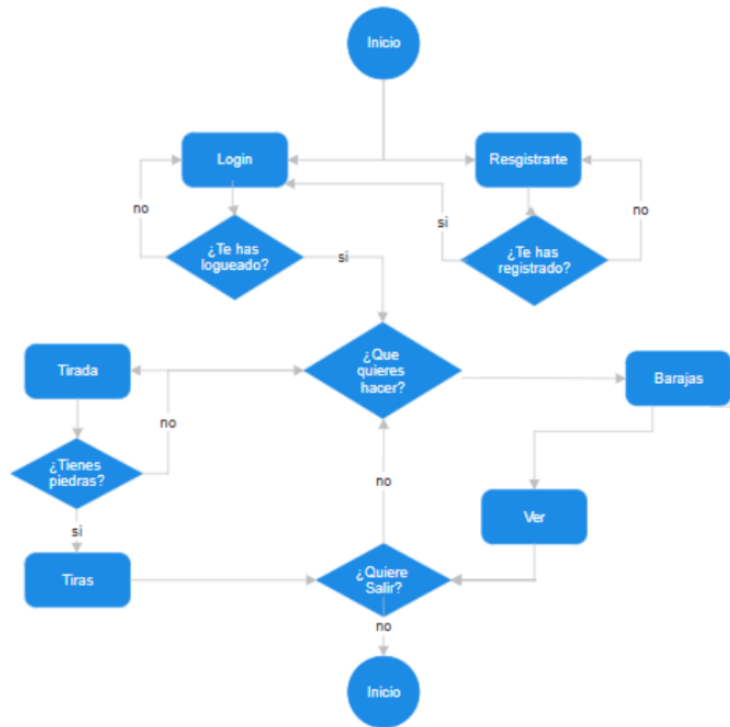 Inicio
Login
Resgistrarte
no
si
no
¿Te has
logueado?
si
¿Te has
registrado?
¿Que
quieres
hacer?
Tirada
Barajas
no
¿Tienes
piedras?
no
Ver
si
Tiras
¿Quiere
Salir?
no
Inicio